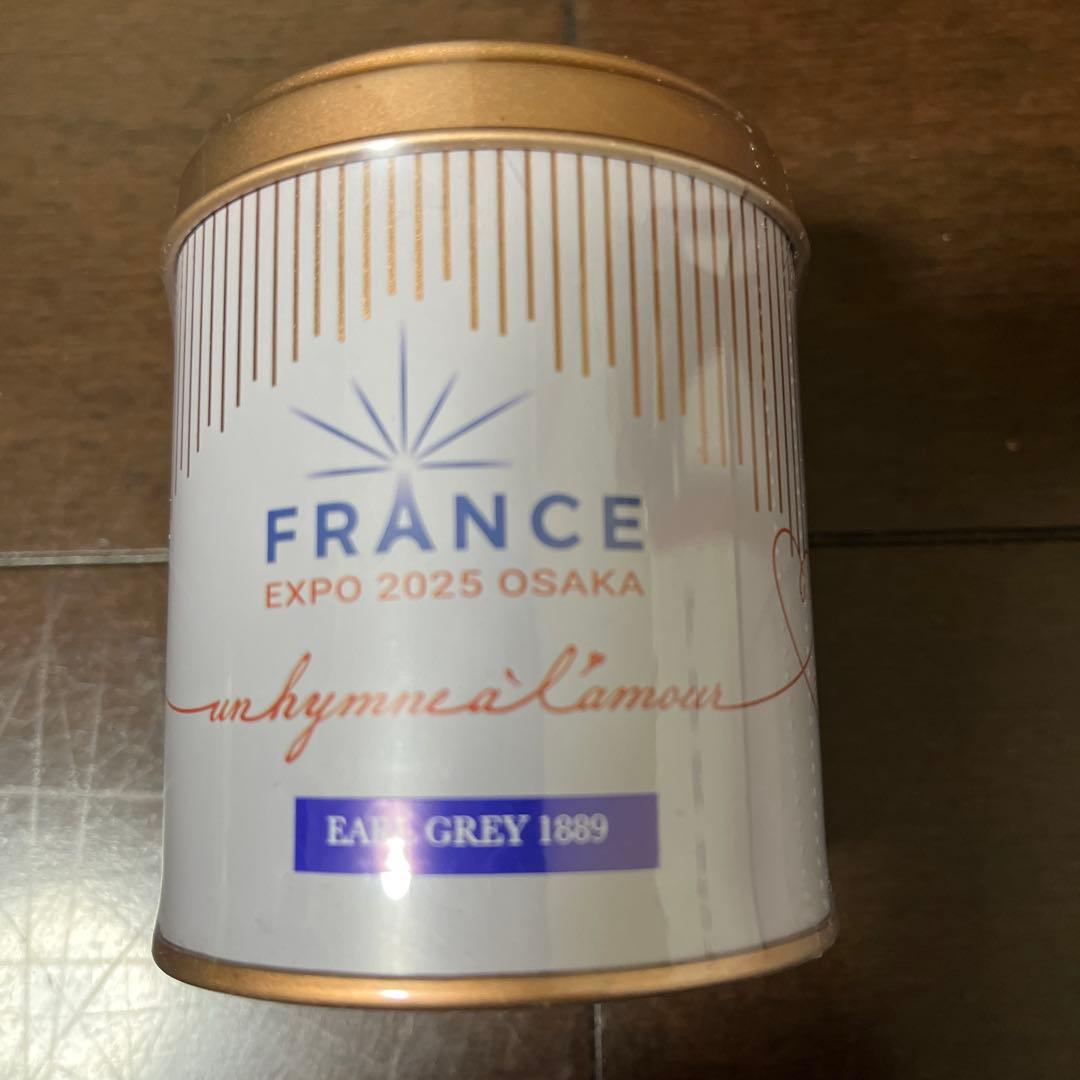 FRANCE
EXPO 2025 OSAKA
un hymne à l'amour
EARL GREY 1889